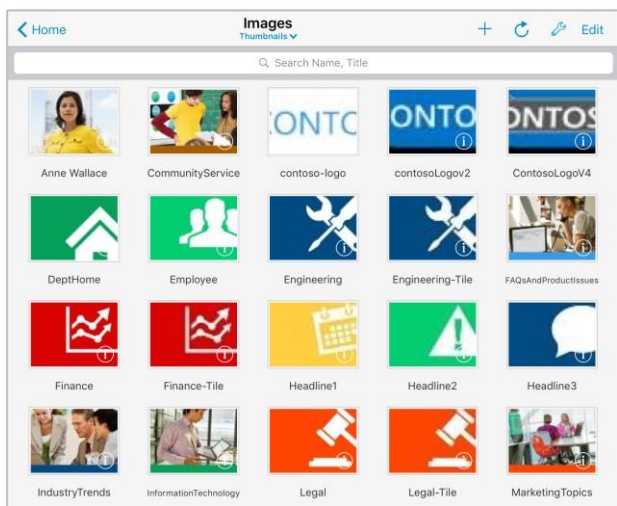 Home
Images
Thumbnails
Edit
Search Name, Title
ONTC
ONTO
ONTOS
Anne Wallace
CommunityService
contoso-logo
contosoLogov2
ContosoLogoV4
DeptHome
Employee
Engineering
Engineering-Tile
FAQsAndProductIssues
Finance
Finance-Tile
Headline1
Headline2
Headline3
IndustryTrends
InformationTechnology
Legal
Legal-Tile
MarketingTopics